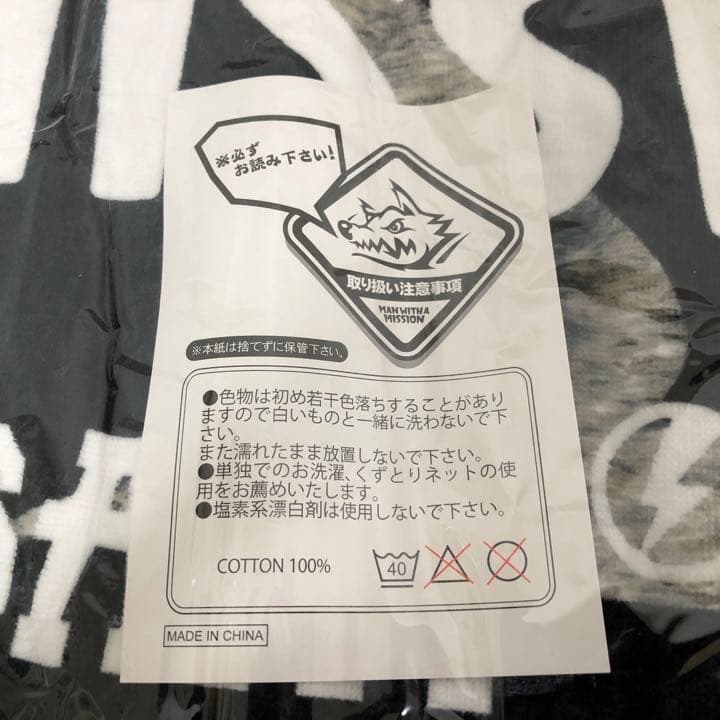 ※必ず
お読み下さい!
取り扱い注意事項
MAN WITH A
MISSION
※本紙は捨てずに保管下さい。
●色物は初め若干色落ちすることがあり
ますので白いものと一緒に洗わないで下
さい。
また濡れたまま放置しないで下さい。
●単独でのお洗濯、くずとりネットの使
用をお薦めいたします。
●塩素系漂白剤は使用しないで下さい。
COTTON 100%
40
MADE IN CHINA